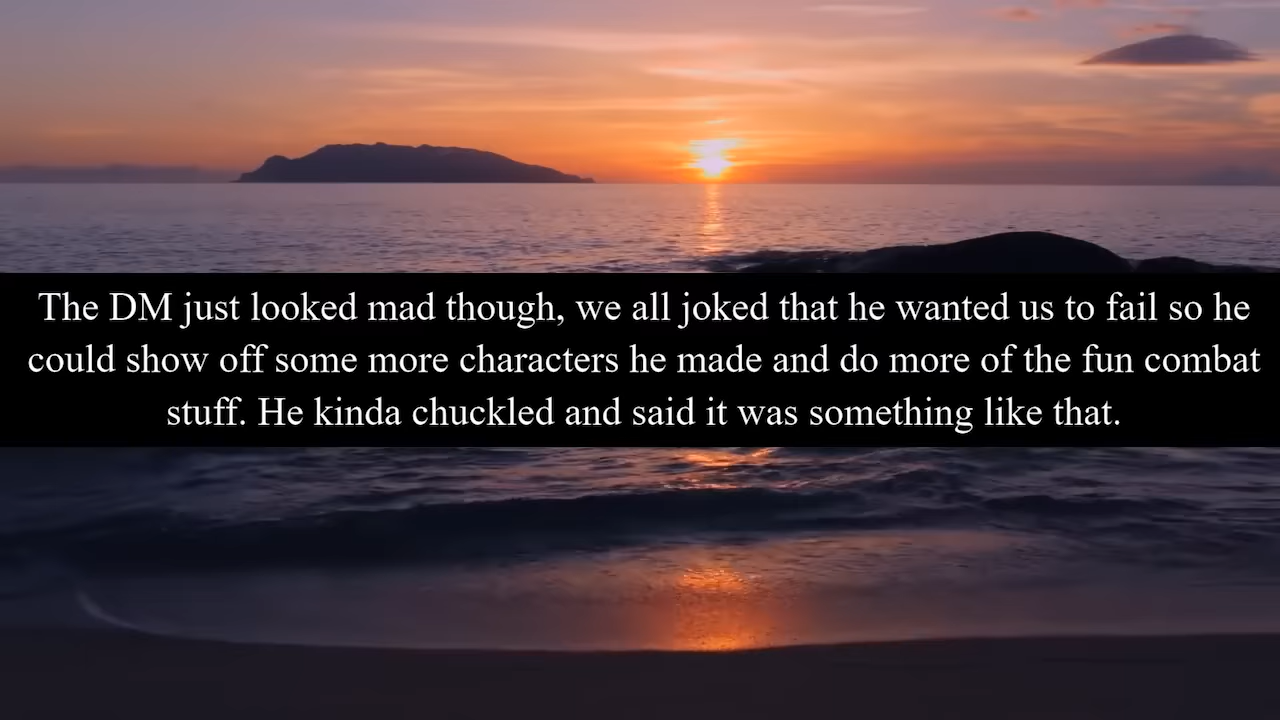 The DM just looked mad though, we all joked that he wanted us to fail so he
could show off some more characters he made and do more of the fun combat
stuff. He kinda chuckled and said it was something like that.